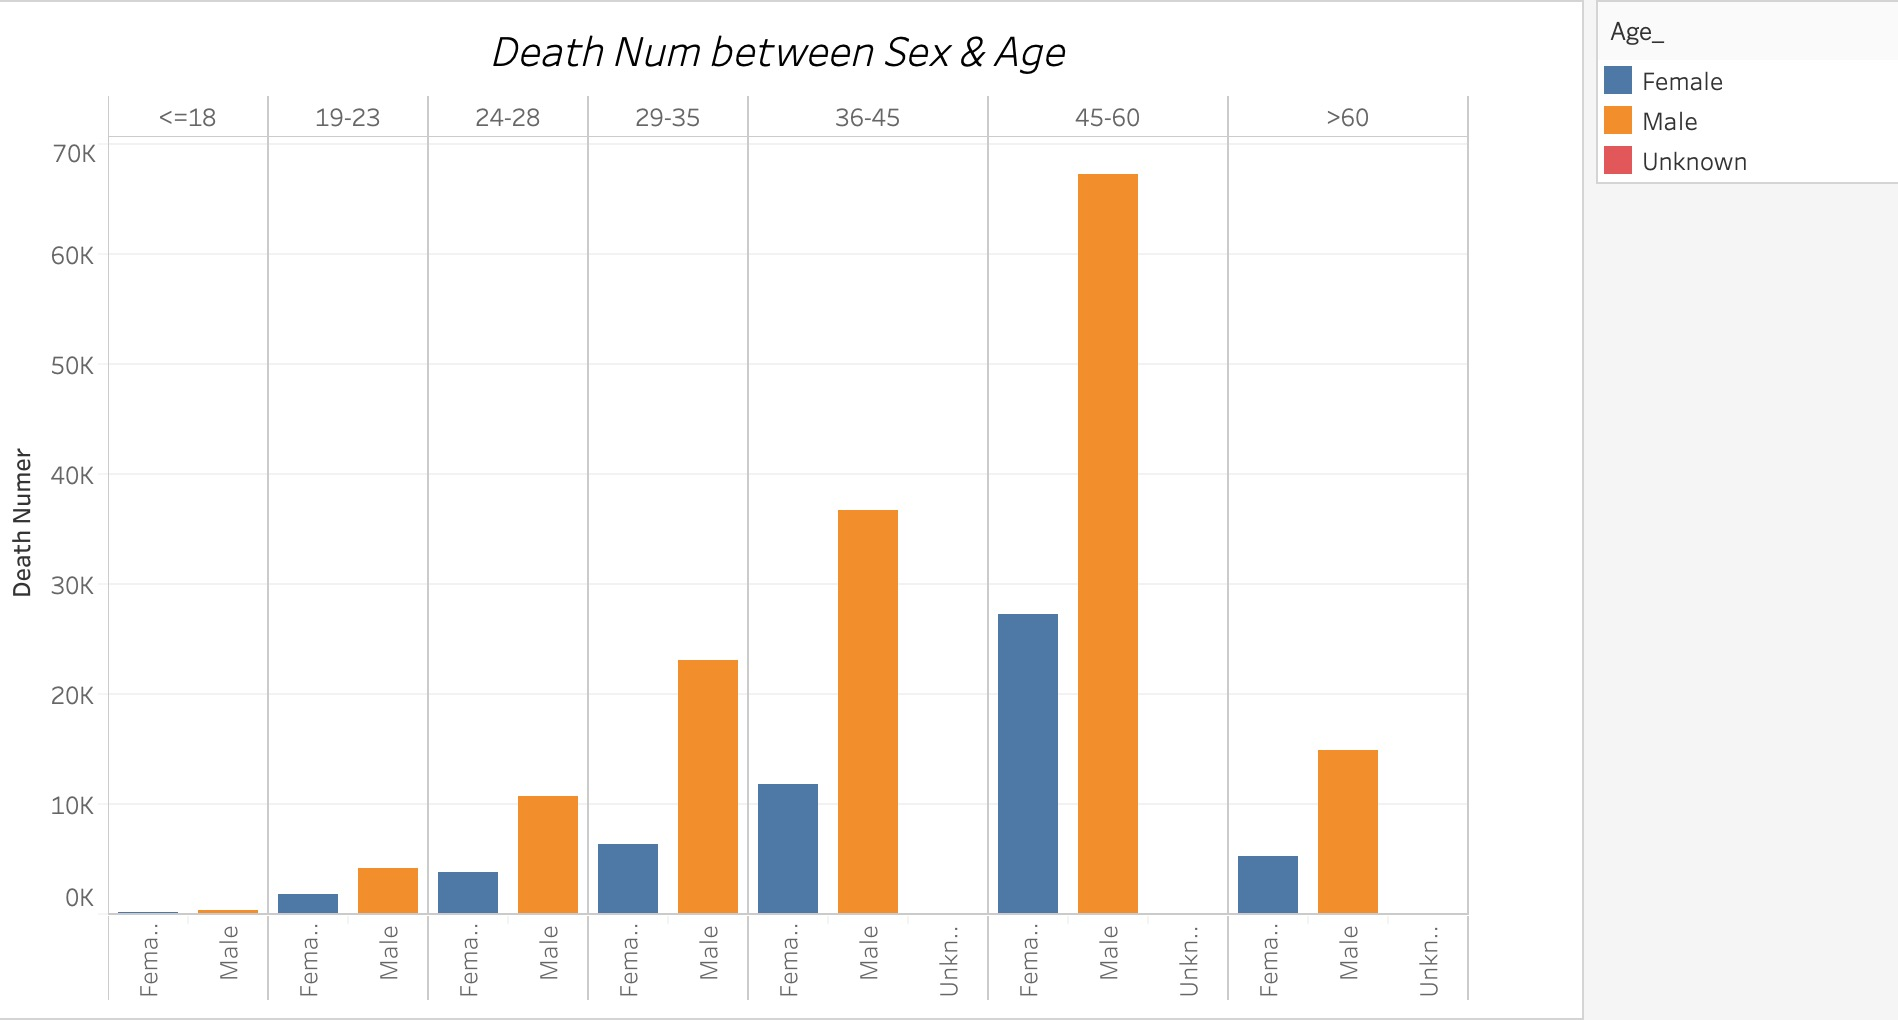 Death Num between Sex & Age
<=18 19-23 24-28 29-35 36-45 45-60 >60
70K
60K
50K
40K
30K
20K
10K
0K
Death Numer
Fema.. Male Fema.. Male Fema.. Male Fema.. Male Fema.. Male Unkn.. Fema.. Male Unkn.. Fema.. Male Unkn..
Age_
Female
Male
Unknown